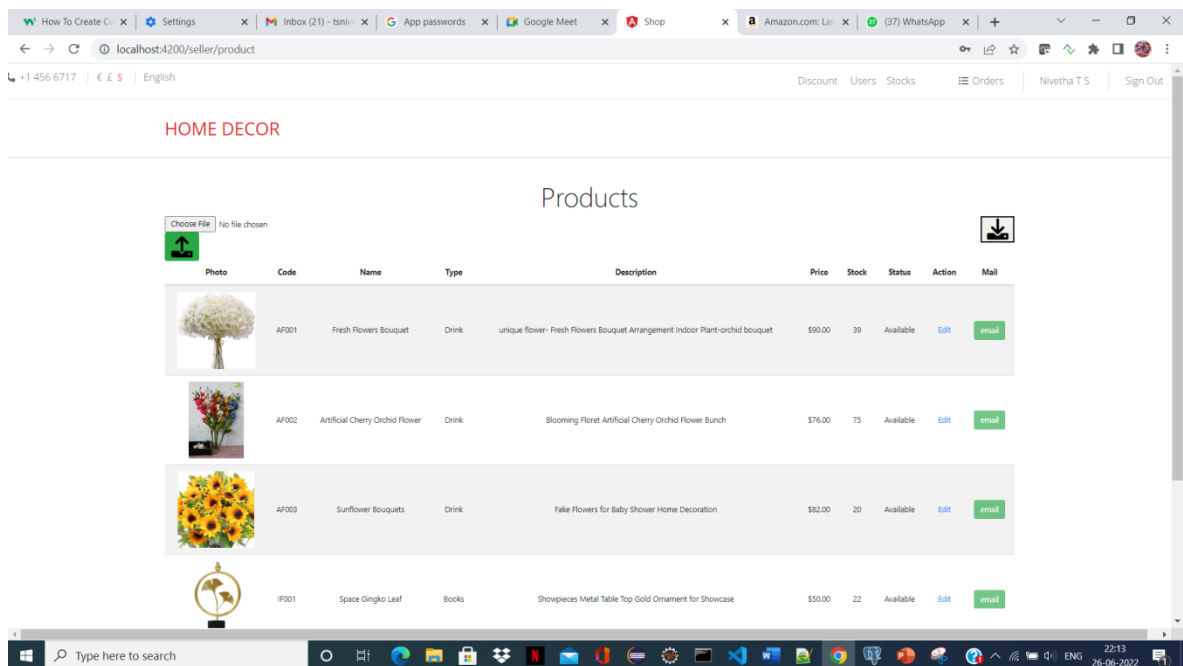 How To Create Cu
Settings
Inbox (21) - tsnive
App passwords
Google Meet
Shop
Amazon.com: Lar
(37) WhatsApp
localhost:4200/seller/product
+1 456 6717 | € £ $ | English
Discount Users Stocks Orders Nivetha T S Sign Out
HOME DECOR
Products
Choose File No file chosen
Photo Code Name Type Description Price Stock Status Action Mail
AF001 Fresh Flowers Bouquet Drink unique flower- Fresh Flowers Bouquet Arrangement Indoor Plant-orchid bouquet $90.00 39 Available Edit email
AF002 Artificial Cherry Orchid Flower Drink Blooming Floret Artificial Cherry Orchid Flower Bunch $76.00 75 Available Edit email
AF003 Sunflower Bouquets Drink Fake Flowers for Baby Shower Home Decoration $82.00 20 Available Edit email
IF001 Space Gingko Leaf Books Showpieces Metal Table Top Gold Ornament for Showcase $50.00 22 Available Edit email
Type here to search
ENG
22:13
26-06-2022